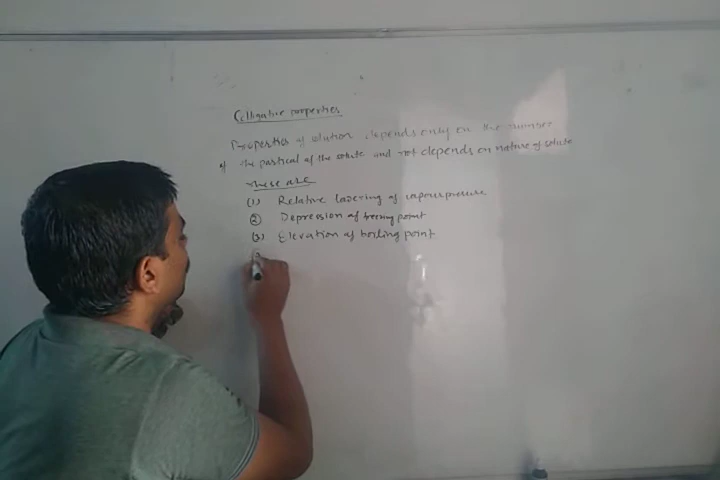 Colligative properties
Properties of solution depends only on the number
of the partical of the solute and not depends on nature of solute
These are
(1) Relative lowering of vapour pressure
(2) Depression of freezing point
(3) Elevation of boiling point